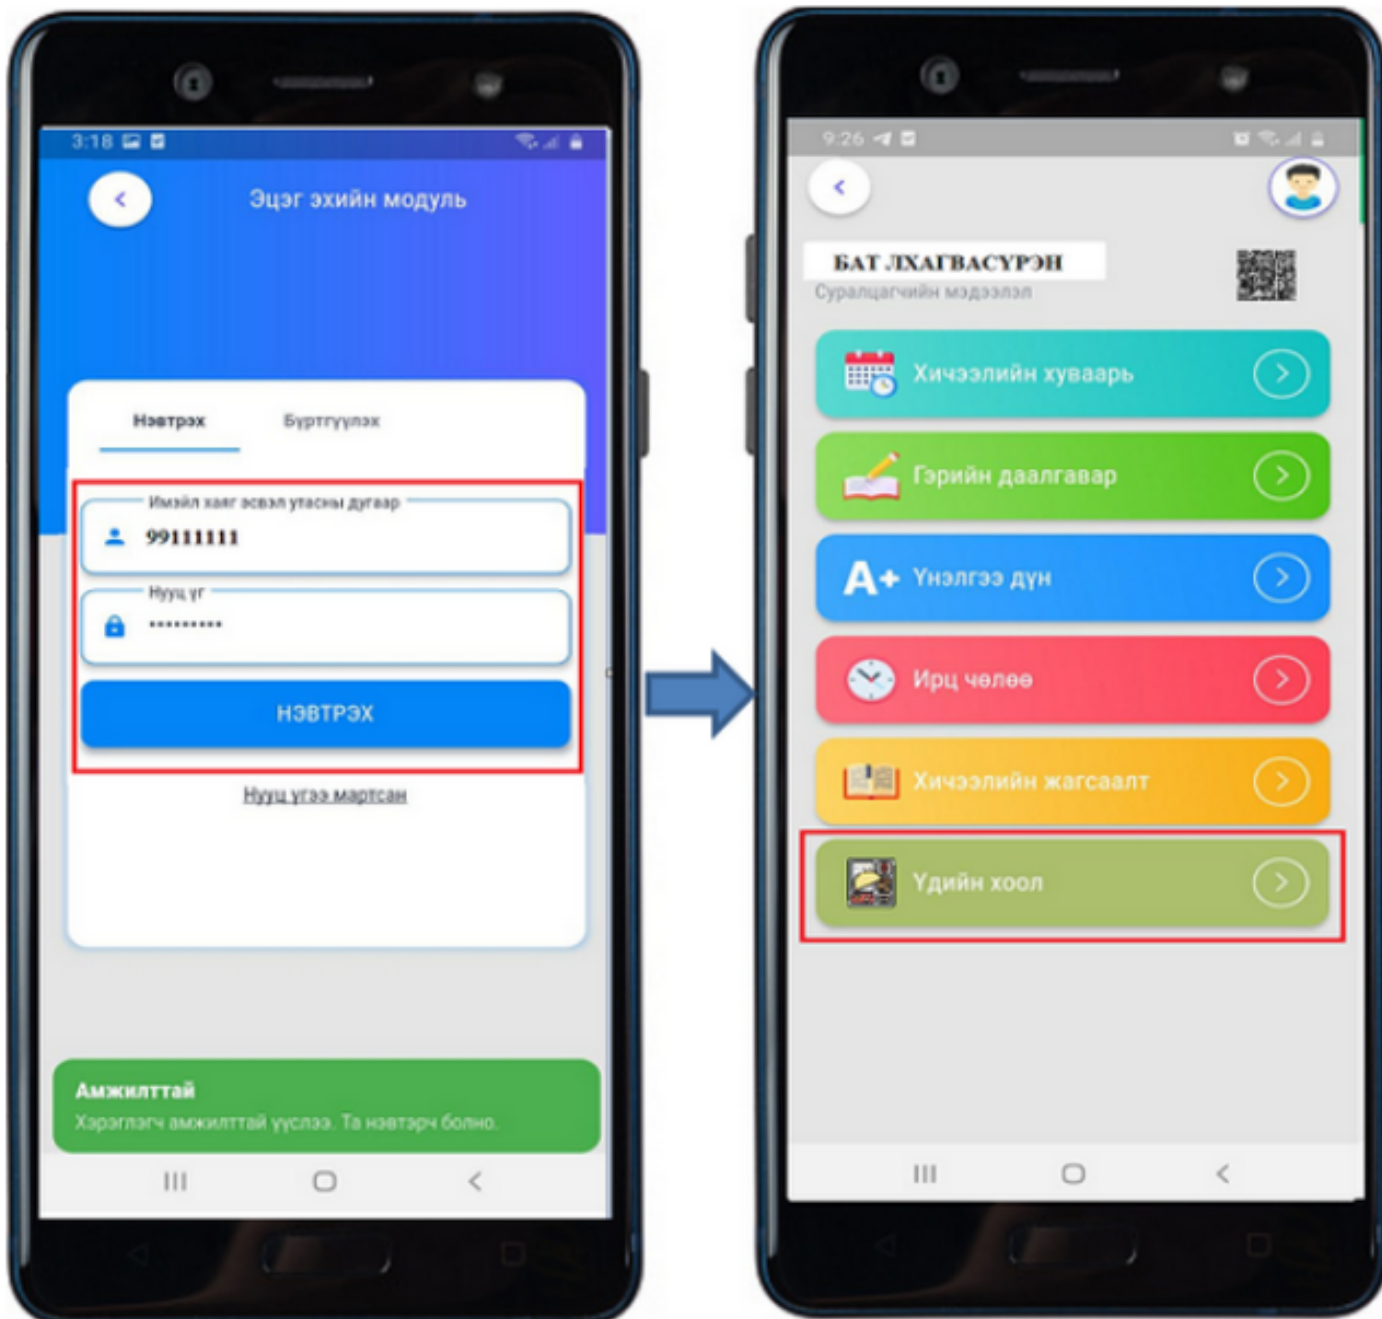 3:18
Эцэг эхийн модуль
Нэвтрэх
Бүртгүүлэх
Имэйл хаяг эсвэл утасны дугаар
99111111
Нууц үг
•••••••••
НЭВТРЭХ
Нууц үгээ мартсан
Амжилттай
Хэрэглэгч амжилттай үүслээ. Та нэвтэрч болно.
9:26
БАТ ЛХАГВАСҮРЭН
Суралцагчийн мэдээлэл
Хичээлийн хуваарь
Гэрийн даалгавар
A+ Үнэлгээ дүн
Ирц чөлөө
Хичээлийн жагсаалт
Үдийн хоол